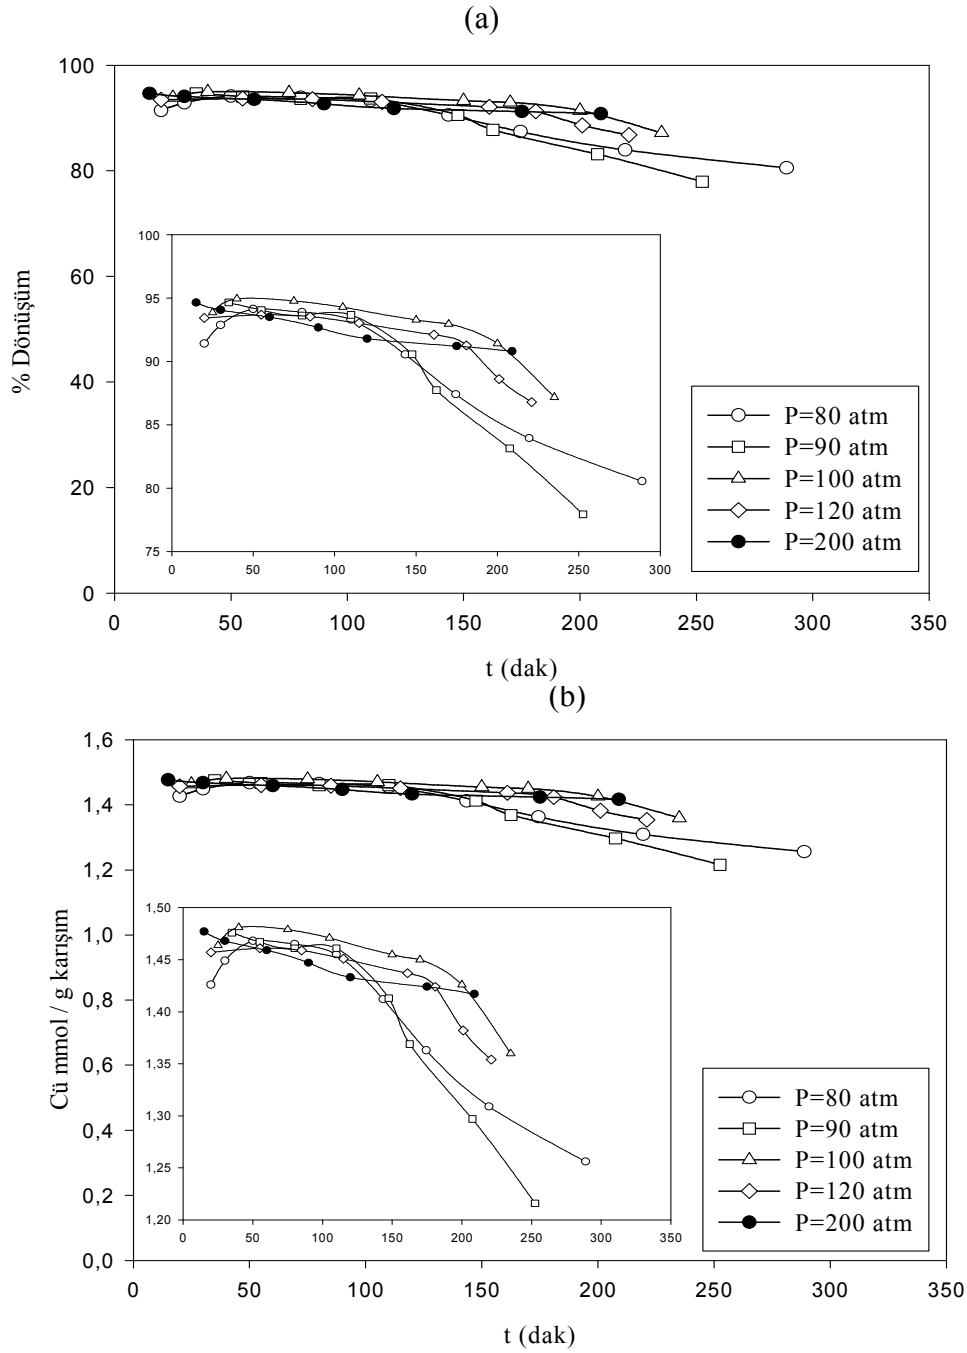 (a)
100
80
60
40
20
0
% Dönüşüm
100
95
90
85
80
75
0 50 100 150 200 250 300
P=80 atm
P=90 atm
P=100 atm
P=120 atm
P=200 atm
0 50 100 150 200 250 300 350
t (dak)
(b)
1,6
1,4
1,2
1,0
0,8
0,6
0,4
0,2
0,0
Cü mmol / g karışım
1,50
1,45
1,40
1,35
1,30
1,25
1,20
0 50 100 150 200 250 300 350
P=80 atm
P=90 atm
P=100 atm
P=120 atm
P=200 atm
0 50 100 150 200 250 300 350
t (dak)